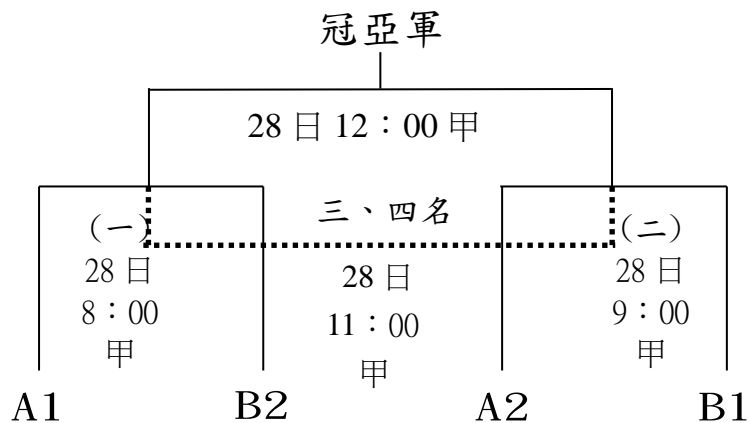 冠亞軍
28 日 12：00 甲
三、四名
(一)
28 日
8：00
甲
28 日
11：00
甲
(二)
28 日
9：00
甲
A1
B2
A2
B1